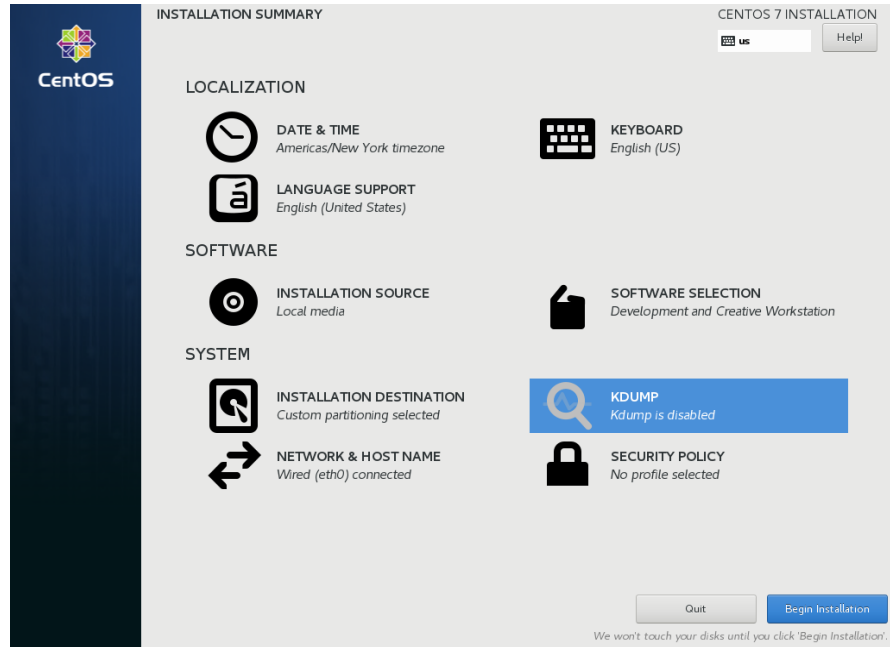 INSTALLATION SUMMARY
CENTOS 7 INSTALLATION
us
Help!
CentOS
LOCALIZATION
DATE & TIME
Americas/New York timezone
KEYBOARD
English (US)
á
LANGUAGE SUPPORT
English (United States)
SOFTWARE
INSTALLATION SOURCE
Local media
SOFTWARE SELECTION
Development and Creative Workstation
SYSTEM
INSTALLATION DESTINATION
Custom partitioning selected
KDUMP
Kdump is disabled
NETWORK & HOST NAME
Wired (eth0) connected
SECURITY POLICY
No profile selected
Quit
Begin Installation
We won't touch your disks until you click 'Begin Installation'.